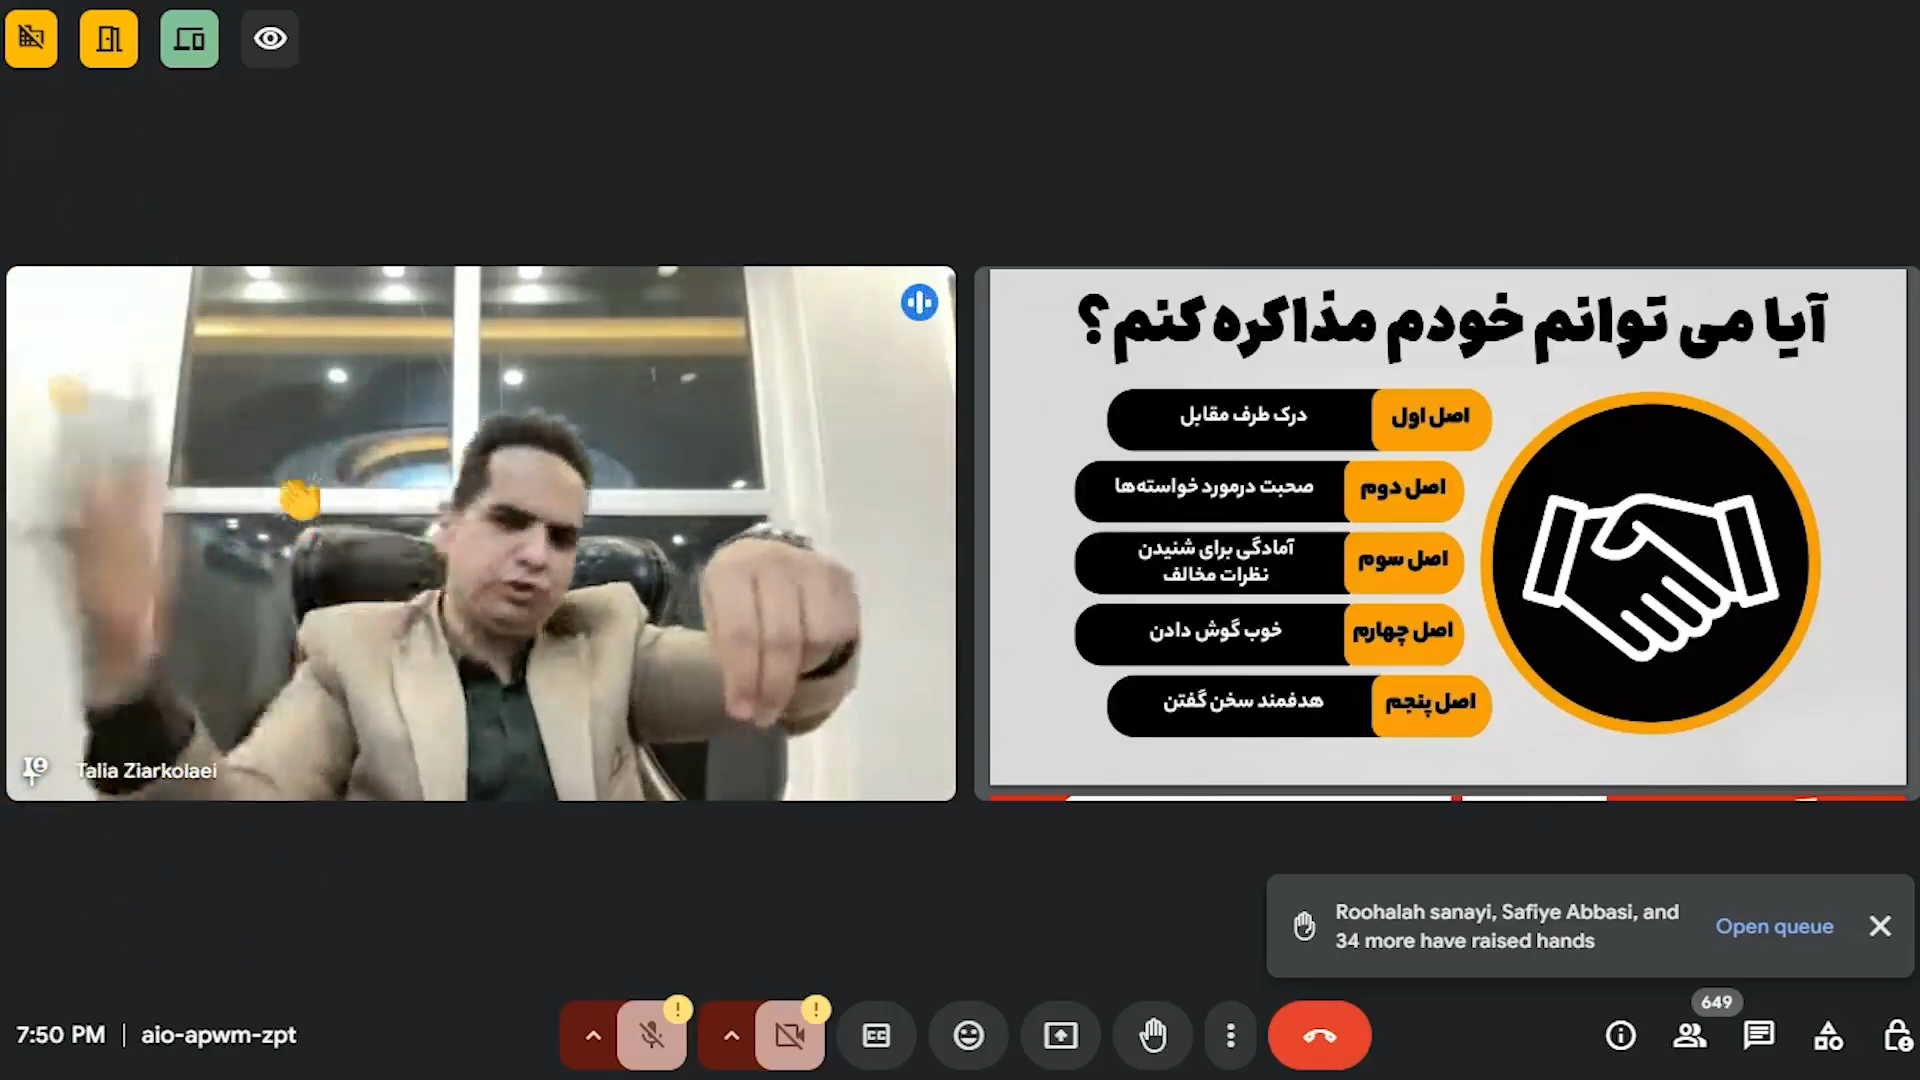 آیا می توانم خودم مذاکره کنم؟
اصل اول
درک طرف مقابل
اصل دوم
صحبت درمورد خواسته‌ها
اصل سوم
آمادگی برای شنیدن
نظرات مخالف
اصل چهارم
خوب گوش دادن
اصل پنجم
هدفمند سخن گفتن
Talia Ziarkolaei
Roohalah sanayi, Safiye Abbasi, and
34 more have raised hands
Open queue
7:50 PM | aio-apwm-zpt
649